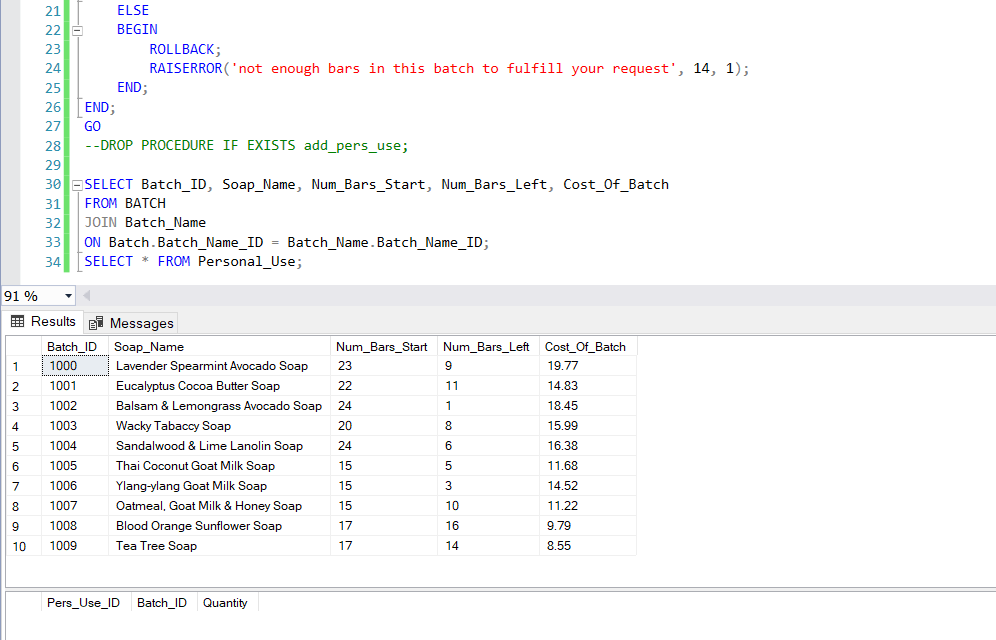 21 ELSE
22 BEGIN
23 ROLLBACK;
24 RAISERROR('not enough bars in this batch to fulfill your request', 14, 1);
25 END;
26 END;
27 GO
28 --DROP PROCEDURE IF EXISTS add_pers_use;
29
30 SELECT Batch_ID, Soap_Name, Num_Bars_Start, Num_Bars_Left, Cost_Of_Batch
31 FROM BATCH
32 JOIN Batch_Name
33 ON Batch.Batch_Name_ID = Batch_Name.Batch_Name_ID;
34 SELECT * FROM Personal_Use;
91 %
Results Messages
Batch_ID Soap_Name Num_Bars_Start Num_Bars_Left Cost_Of_Batch
1 1000 Lavender Spearmint Avocado Soap 23 9 19.77
2 1001 Eucalyptus Cocoa Butter Soap 22 11 14.83
3 1002 Balsam & Lemongrass Avocado Soap 24 1 18.45
4 1003 Wacky Tabaccy Soap 20 8 15.99
5 1004 Sandalwood & Lime Lanolin Soap 24 6 16.38
6 1005 Thai Coconut Goat Milk Soap 15 5 11.68
7 1006 Ylang-ylang Goat Milk Soap 15 3 14.52
8 1007 Oatmeal, Goat Milk & Honey Soap 15 10 11.22
9 1008 Blood Orange Sunflower Soap 17 16 9.79
10 1009 Tea Tree Soap 17 14 8.55
Pers_Use_ID Batch_ID Quantity